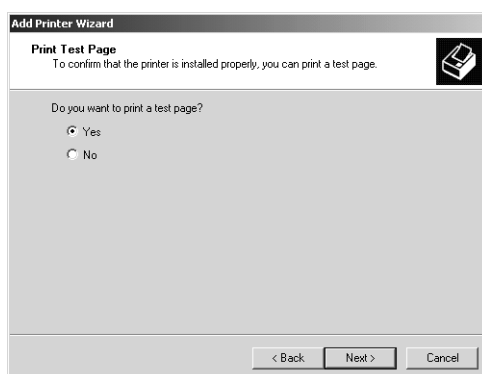 Add Printer Wizard
Print Test Page
To confirm that the printer is installed properly, you can print a test page.
Do you want to print a test page?
Yes
No
< Back
Next >
Cancel